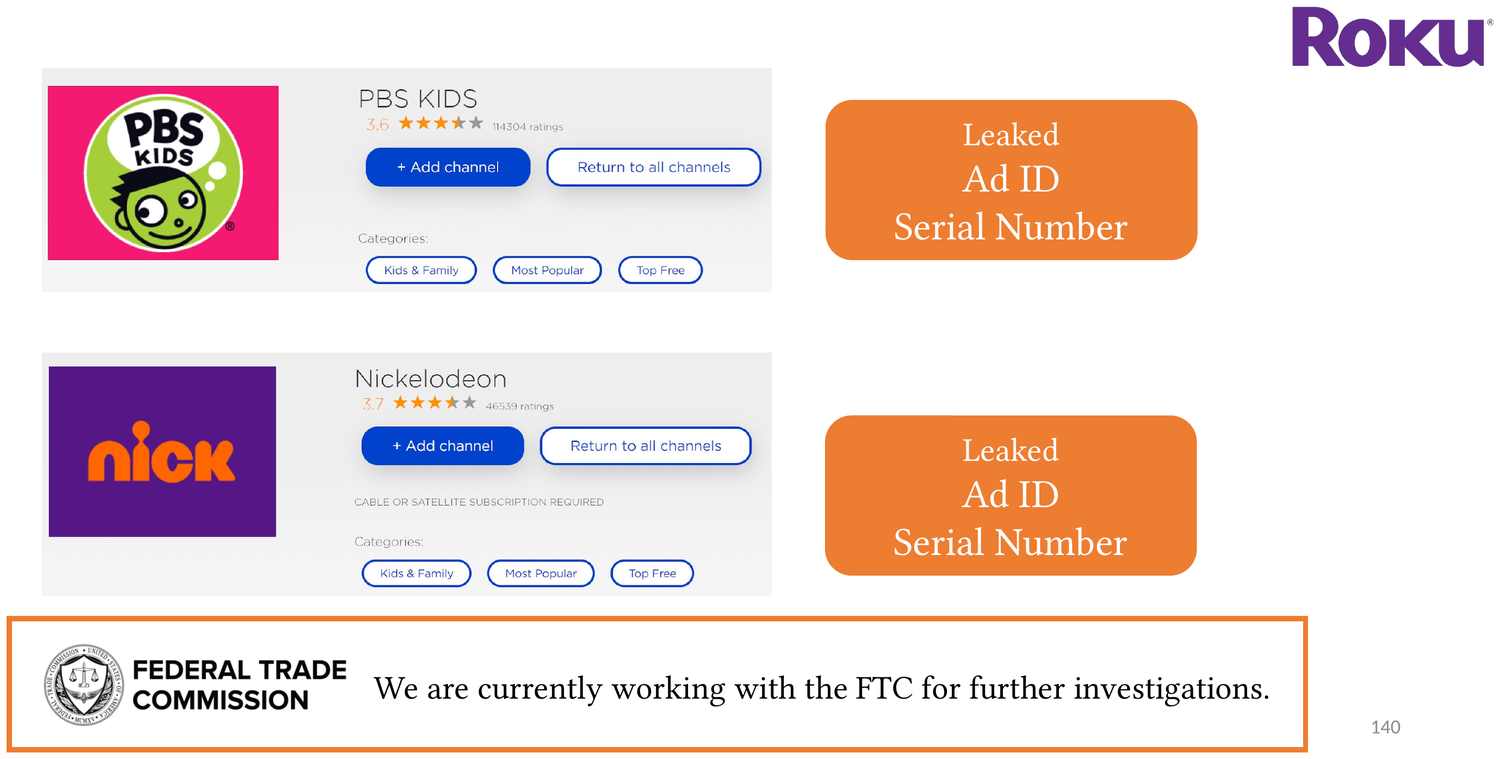 ROKU®
PBS KIDS
3.6 114304 ratings
+ Add channel
Return to all channels
Categories:
Kids & Family
Most Popular
Top Free
PBS
KIDS
®
Leaked
Ad ID
Serial Number
Nickelodeon
3.7 46539 ratings
+ Add channel
Return to all channels
CABLE OR SATELLITE SUBSCRIPTION REQUIRED
Categories:
Kids & Family
Most Popular
Top Free
nick
Leaked
Ad ID
Serial Number
FEDERAL TRADE
COMMISSION
We are currently working with the FTC for further investigations.
140